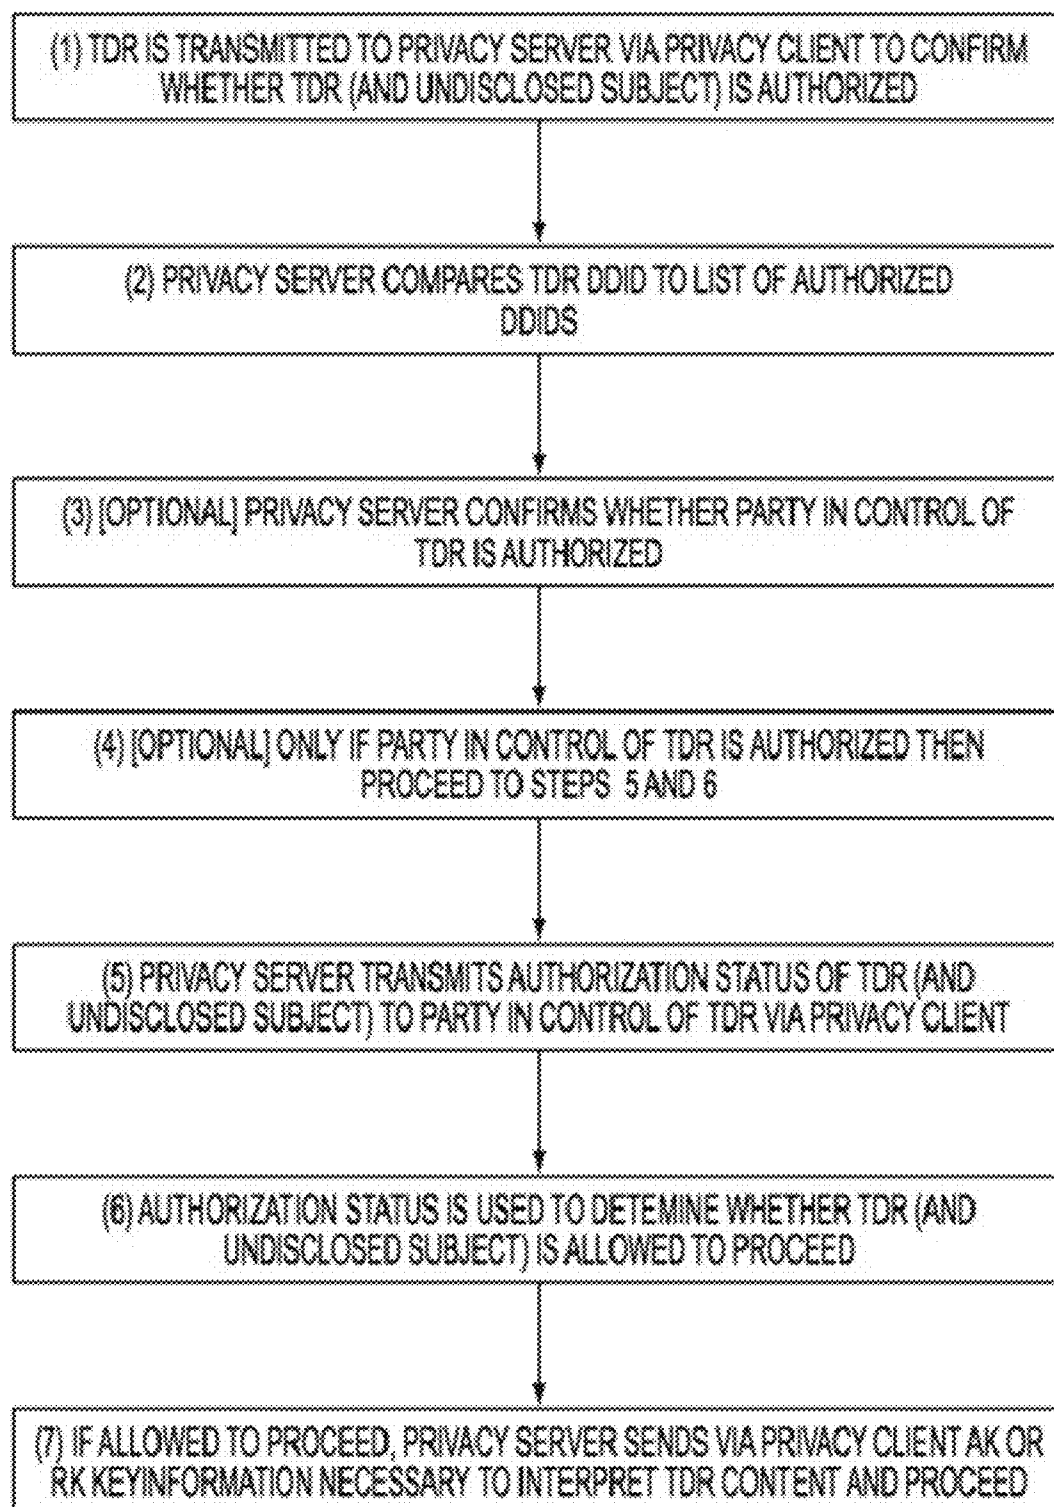 (1) TDR IS TRANSMITTED TO PRIVACY SERVER VIA PRIVACY CLIENT TO CONFIRM
WHETHER TDR (AND UNDISCLOSED SUBJECT) IS AUTHORIZED
(2) PRIVACY SERVER COMPARES TDR DDID TO LIST OF AUTHORIZED
DDIDS
(3) [OPTIONAL] PRIVACY SERVER CONFIRMS WHETHER PARTY IN CONTROL OF
TDR IS AUTHORIZED
(4) [OPTIONAL] ONLY IF PARTY IN CONTROL OF TDR IS AUTHORIZED THEN
PROCEED TO STEPS 5 AND 6
(5) PRIVACY SERVER TRANSMITS AUTHORIZATION STATUS OF TDR (AND
UNDISCLOSED SUBJECT) TO PARTY IN CONTROL OF TDR VIA PRIVACY CLIENT
(6) AUTHORIZATION STATUS IS USED TO DETEMINE WHETHER TDR (AND
UNDISCLOSED SUBJECT) IS ALLOWED TO PROCEED
(7) IF ALLOWED TO PROCEED, PRIVACY SERVER SENDS VIA PRIVACY CLIENT AK OR
RK KEYINFORMATION NECESSARY TO INTERPRET TDR CONTENT AND PROCEED